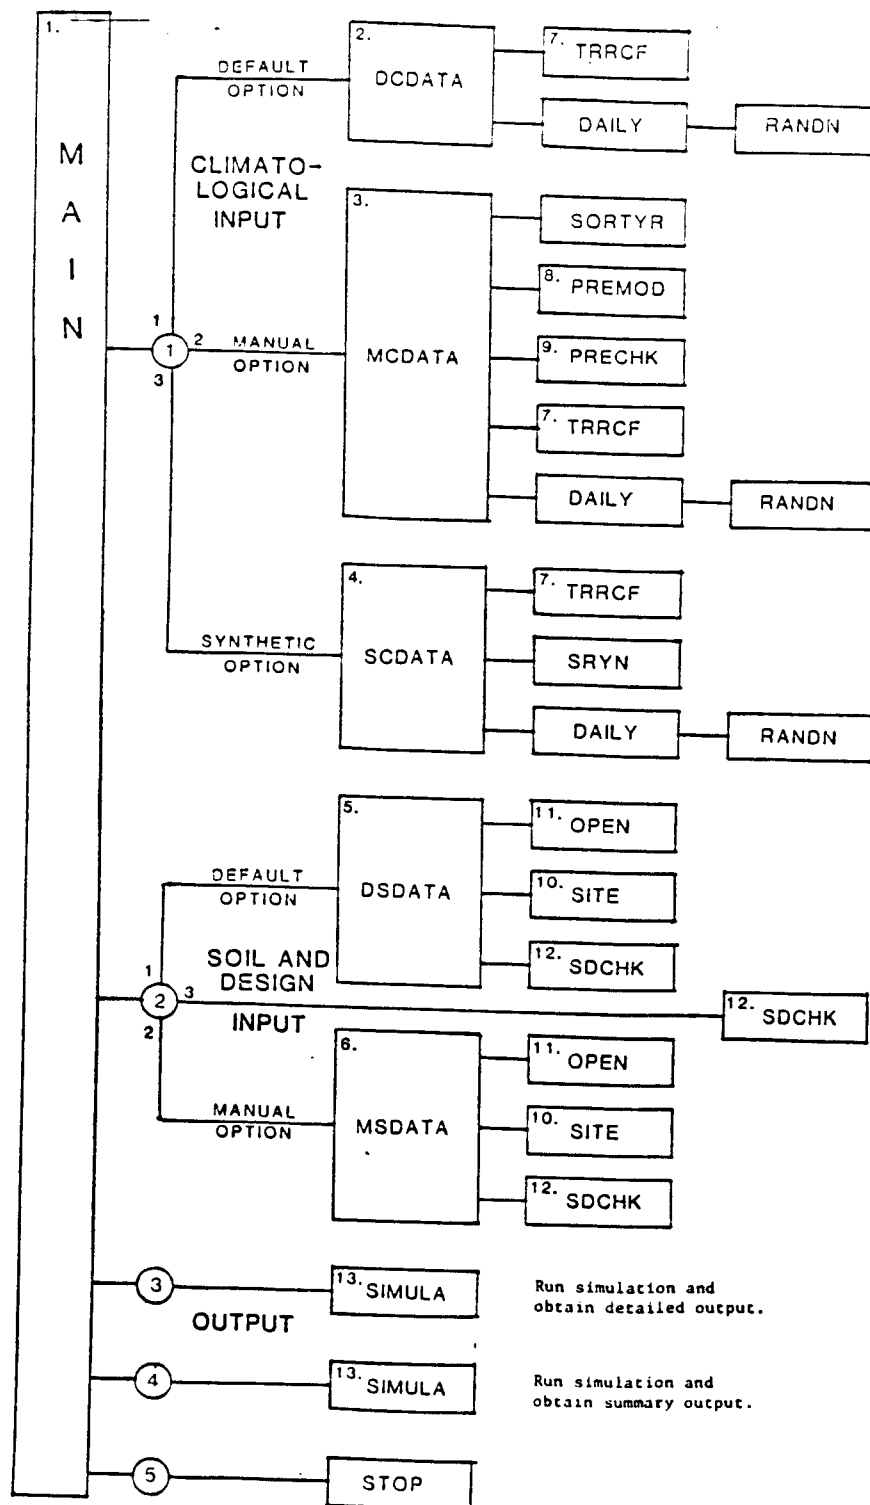 1.
M
A
I
N
DEFAULT
OPTION
2.
DCDATA
7.
TRRCF
DAILY
RANDN
CLIMATO-
LOGICAL
INPUT
1
1
2
3
MANUAL
OPTION
3.
MCDATA
SORTYR
8.
PREMOD
9.
PRECHK
7.
TRRCF
DAILY
RANDN
SYNTHETIC
OPTION
4.
SCDATA
7.
TRRCF
SRYN
DAILY
RANDN
DEFAULT
OPTION
5.
DSDATA
11.
OPEN
10.
SITE
12.
SDCHK
SOIL AND
DESIGN
INPUT
1
2
3
2
12.
SDCHK
MANUAL
OPTION
6.
MSDATA
11.
OPEN
10.
SITE
12.
SDCHK
3
13.
SIMULA
Run simulation and
obtain detailed output.
OUTPUT
4
13.
SIMULA
Run simulation and
obtain summary output.
5
STOP